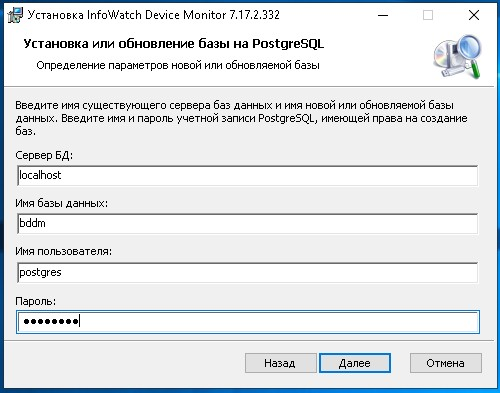 Установка InfoWatch Device Monitor 7.17.2.332
Установка или обновление базы на PostgreSQL
Определение параметров новой или обновляемой базы
Введите имя существующего сервера баз данных и имя новой или обновляемой базы
данных. Введите имя и пароль учетной записи PostgreSQL, имеющей права на создание
баз.
Сервер БД:
localhost
Имя базы данных:
bddm
Имя пользователя:
postgres
Пароль:
●●●●●●●●
Назад
Далее
Отмена